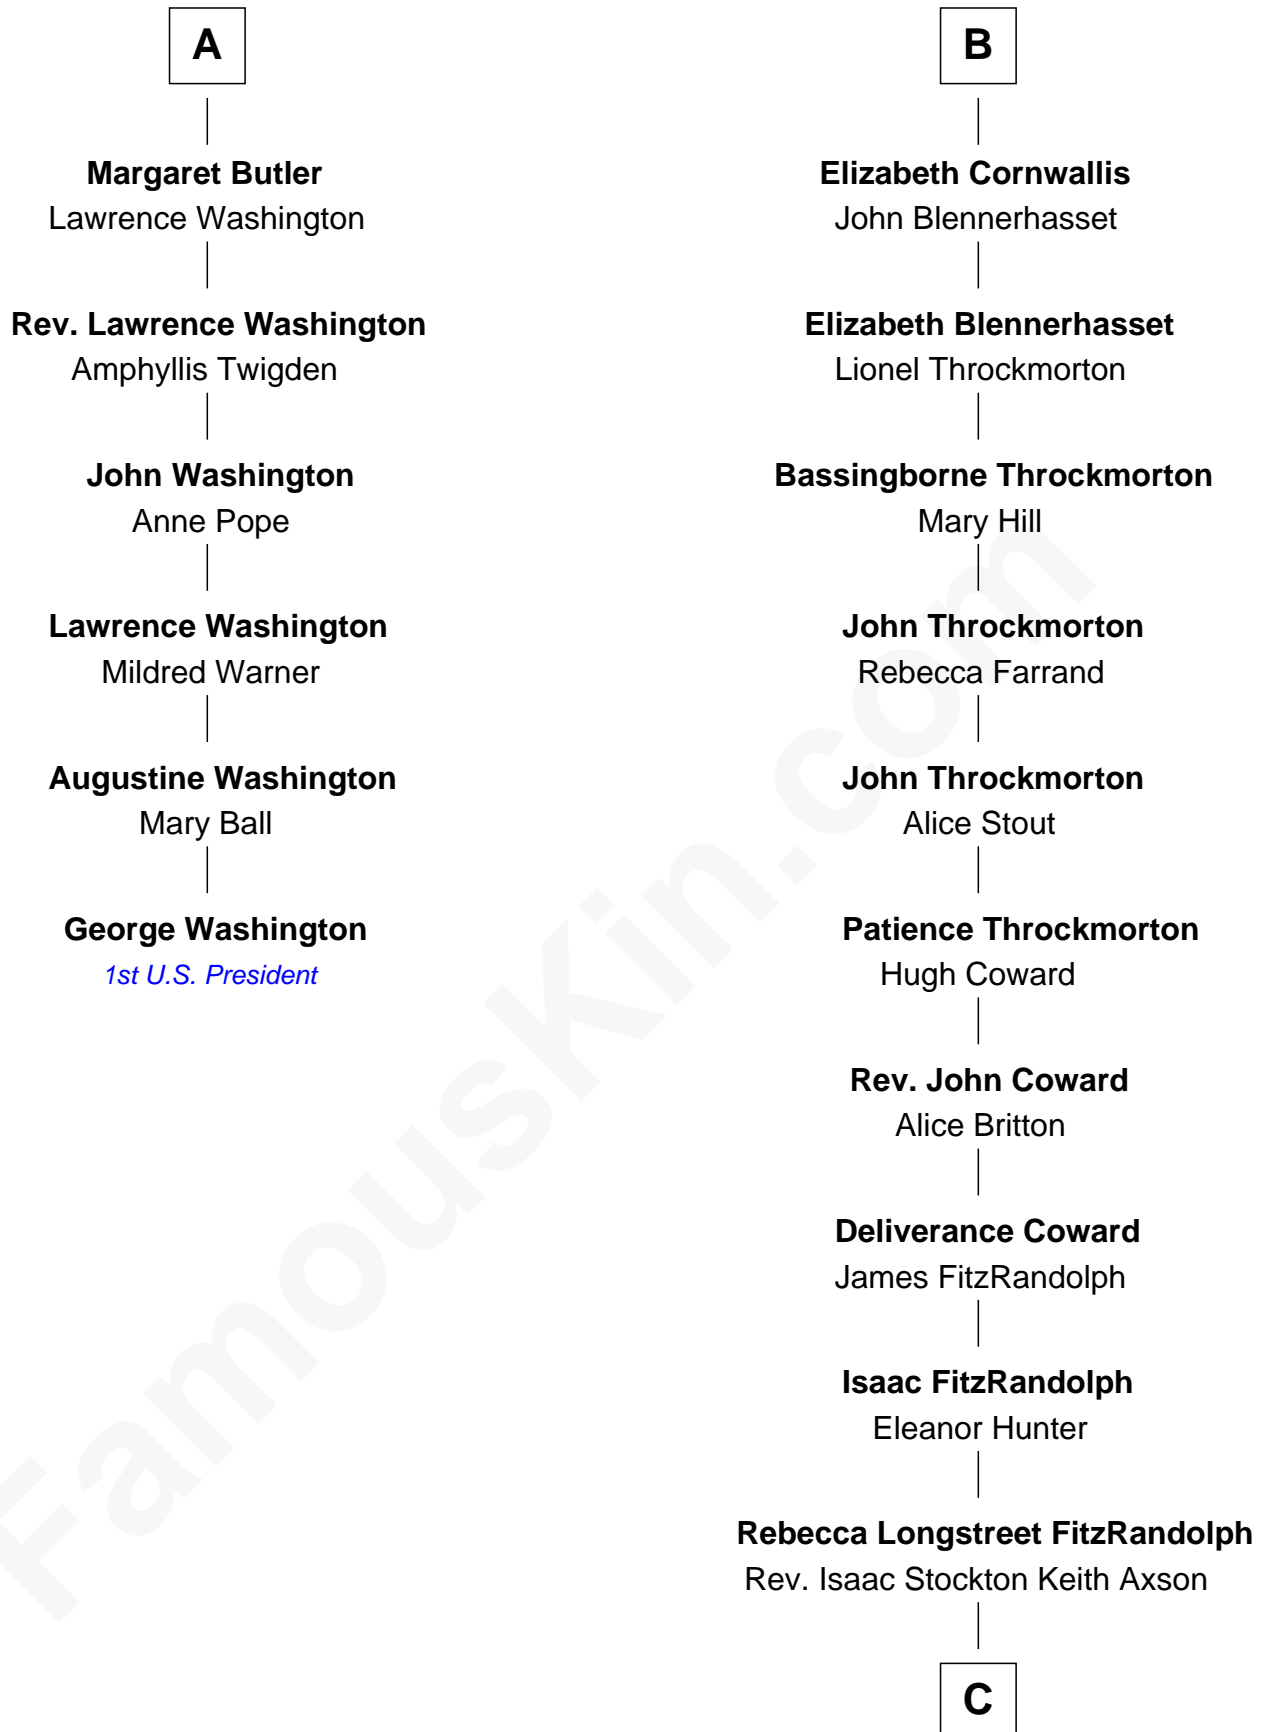 A
Margaret Butler
Lawrence Washington
Rev. Lawrence Washington
Amphyllis Twigden
John Washington
Anne Pope
Lawrence Washington
Mildred Warner
Augustine Washington
Mary Ball
George Washington
1st U.S. President
B
Elizabeth Cornwallis
John Blennerhasset
Elizabeth Blennerhasset
Lionel Throckmorton
Bassingborne Throckmorton
Mary Hill
John Throckmorton
Rebecca Farrand
John Throckmorton
Alice Stout
Patience Throckmorton
Hugh Coward
Rev. John Coward
Alice Britton
Deliverance Coward
James FitzRandolph
Isaac FitzRandolph
Eleanor Hunter
Rebecca Longstreet FitzRandolph
Rev. Isaac Stockton Keith Axson
C
FamousKin.com